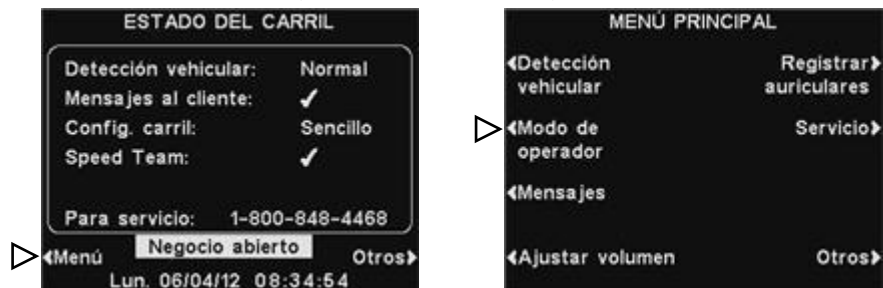 ESTADO DEL CARRIL
Detección vehicular: Normal
Mensajes al cliente: ✓
Config. carril: Sencillo
Speed Team: ✓
Para servicio: 1-800-848-4468
Negocio abierto
Menú Otros
Lun. 06/04/12 08:34:54
MENÚ PRINCIPAL
Detección Registrar
vehicular auriculares
Modo de Servicio
operador
Mensajes
Ajustar volumen Otros